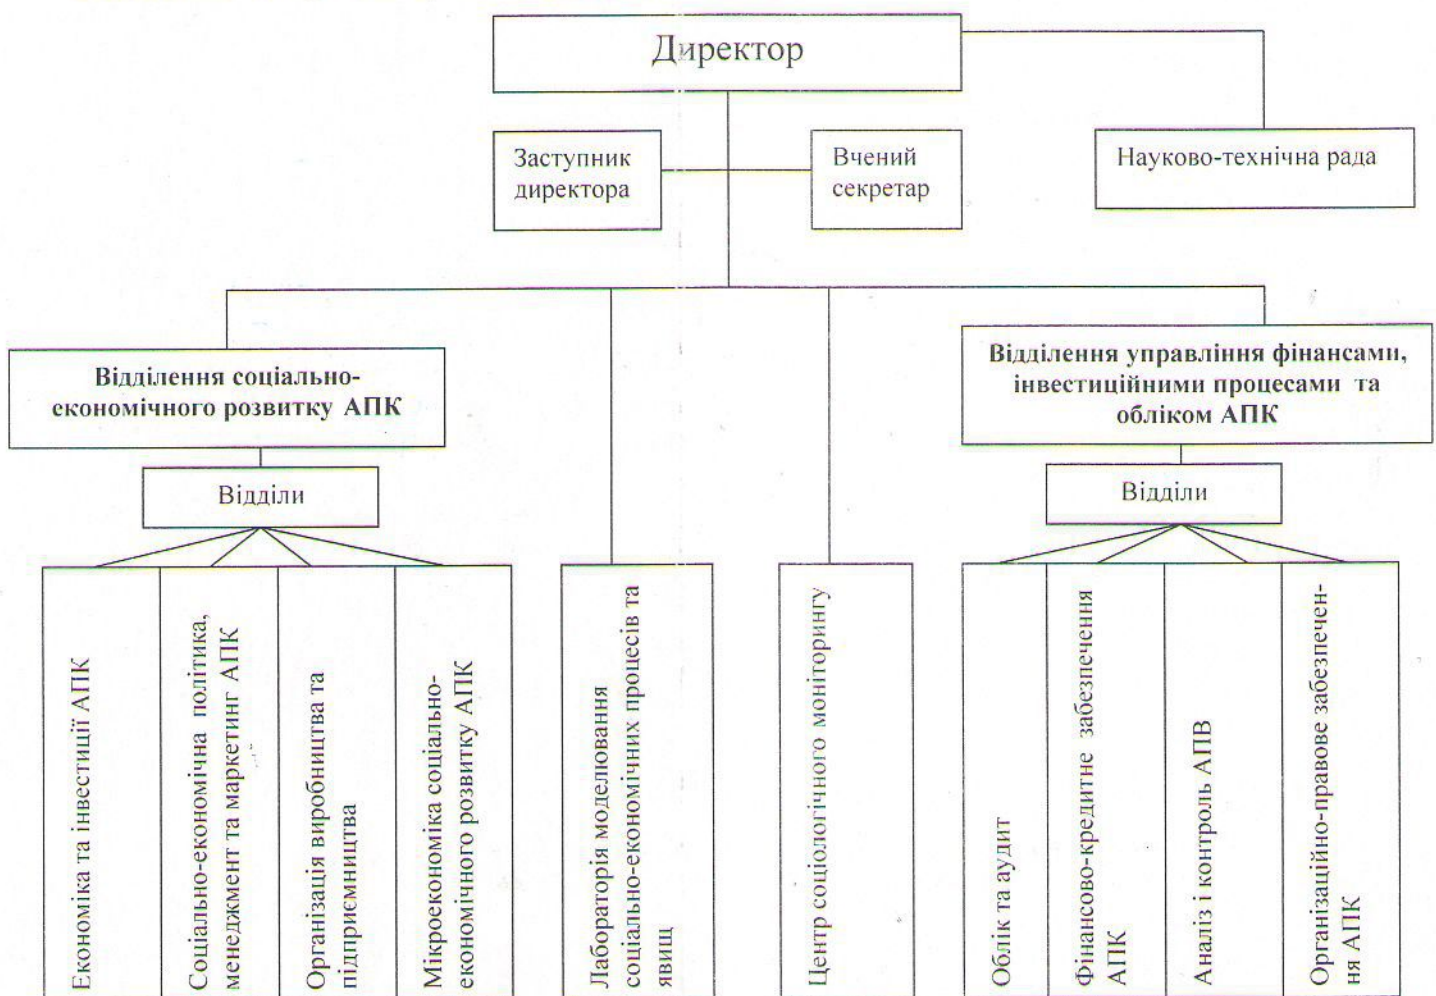 Директор
Заступник
директора
Вчений
секретар
Науково-технічна рада
Відділення соціально-
економічного розвитку АПК
Відділення управління фінансами,
інвестиційними процесами та
обліком АПК
Відділи
Відділи
Економіка та інвестиції АПК
Соціально-економічна політика,
менеджмент та маркетинг АПК
Організація виробництва та
підприємництва
Мікроекономіка соціально-
економічного розвитку АПК
Лабораторія моделювання
соціально-економічних процесів та
явищ
Центр соціологічного моніторингу
Облік та аудит
Фінансово-кредитне забезпечення
АПК
Аналіз і контроль АПВ
Організаційно-правове забезпечен-
ня АПК